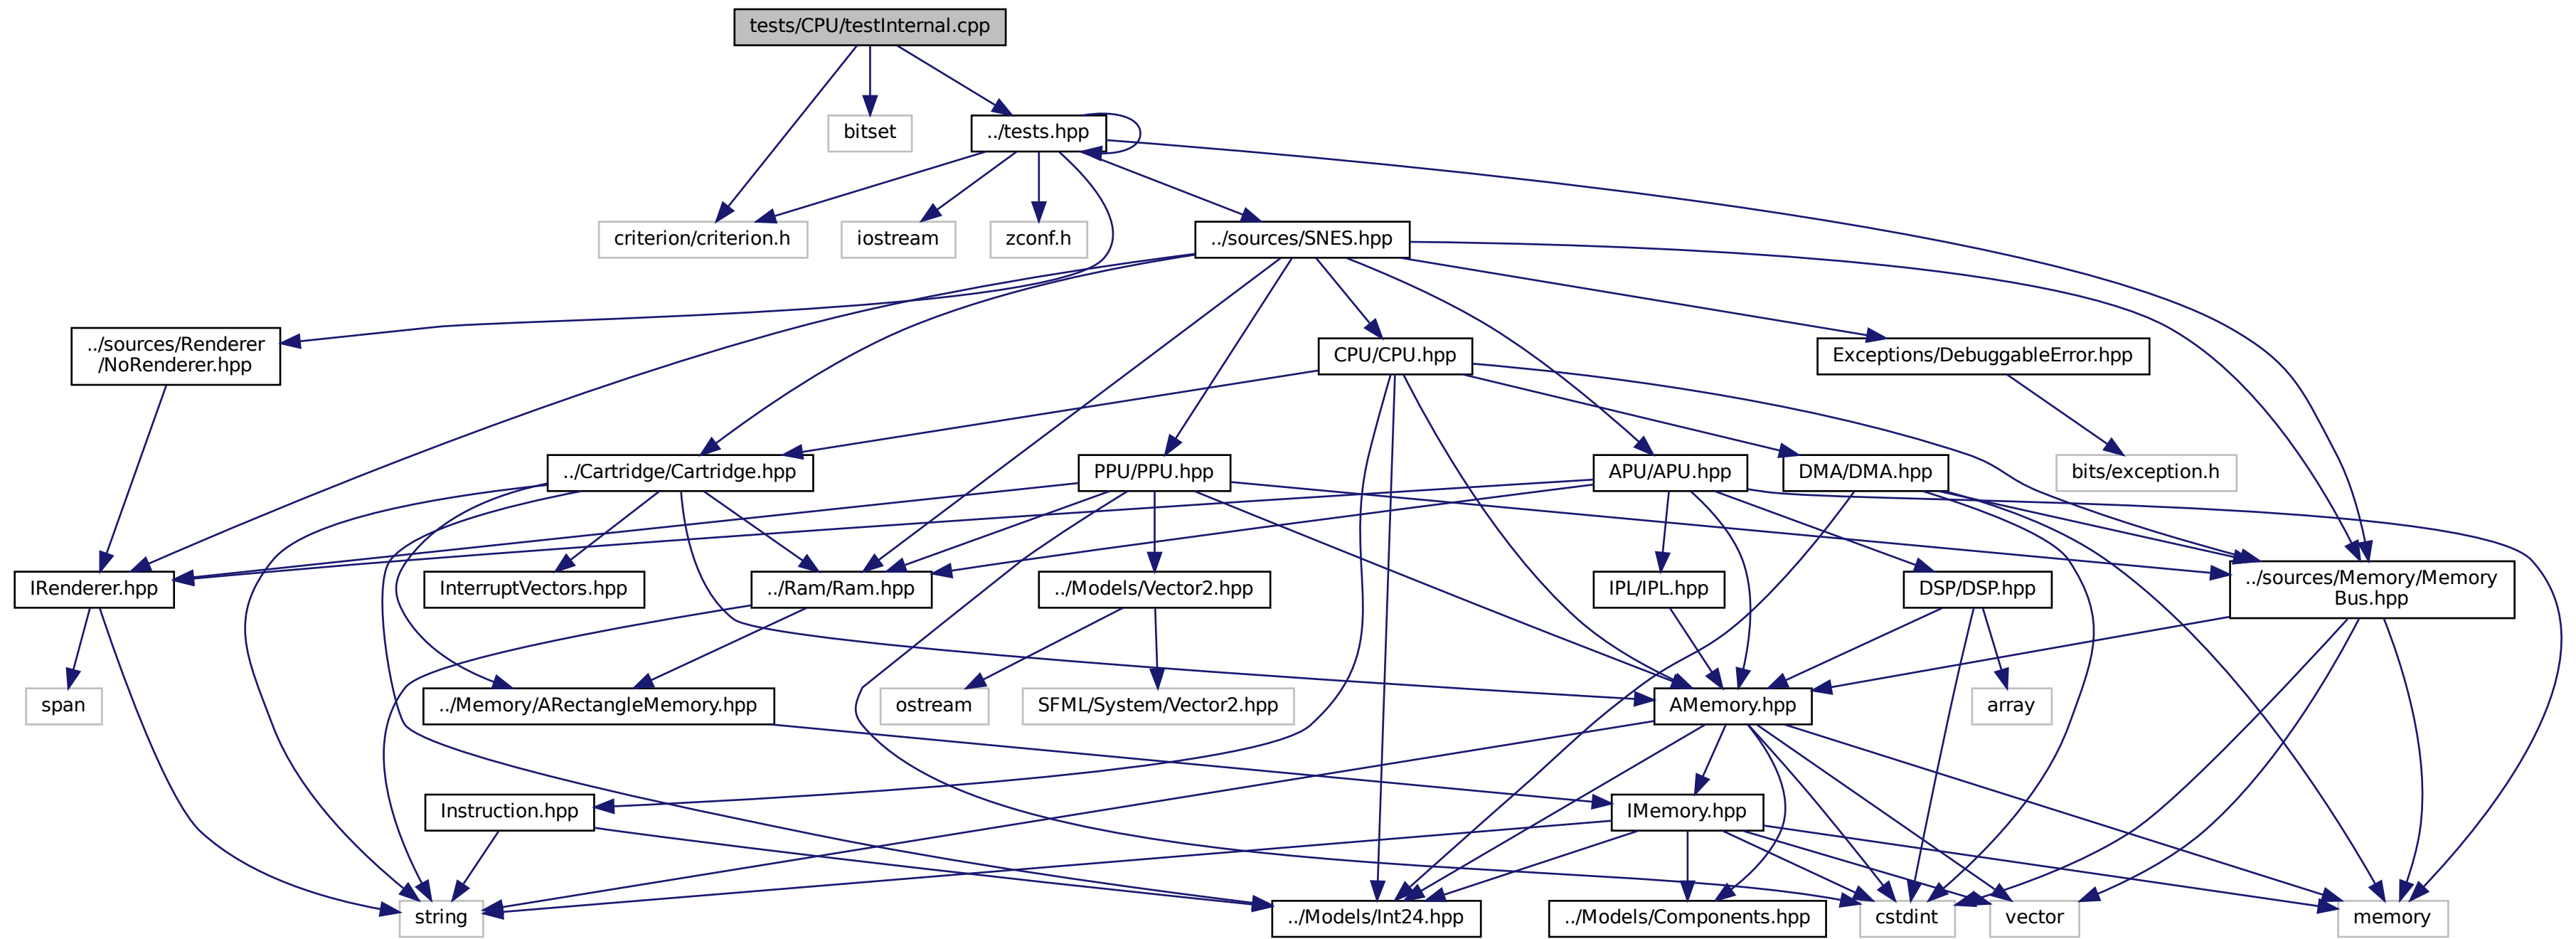 tests/CPU/testInternal.cpp
bitset
../tests.hpp
criterion/criterion.h
iostream
zconf.h
../sources/SNES.hpp
../sources/Renderer
/NoRenderer.hpp
CPU/CPU.hpp
Exceptions/DebuggableError.hpp
../Cartridge/Cartridge.hpp
PPU/PPU.hpp
APU/APU.hpp
DMA/DMA.hpp
bits/exception.h
IRenderer.hpp
InterruptVectors.hpp
../Ram/Ram.hpp
../Models/Vector2.hpp
IPL/IPL.hpp
DSP/DSP.hpp
../sources/Memory/Memory
Bus.hpp
span
../Memory/ARectangleMemory.hpp
ostream
SFML/System/Vector2.hpp
AMemory.hpp
array
Instruction.hpp
IMemory.hpp
string
../Models/Int24.hpp
../Models/Components.hpp
cstdint
vector
memory